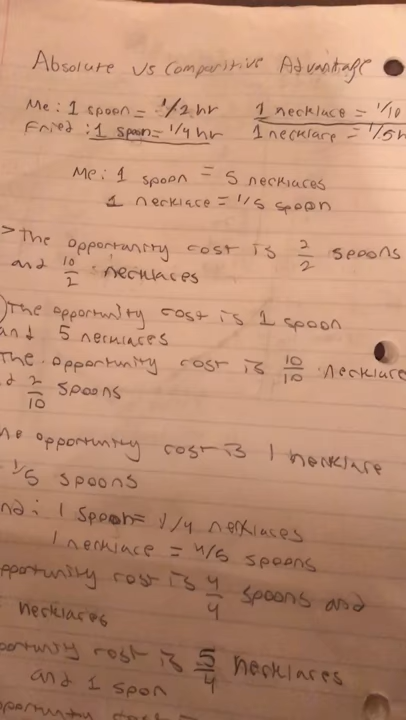 Absolute vs Comparitive Advantage
Me: 1 spoon = 1/2 hr 1 necklace = 1/10
Friend: 1 spoon = 1/4 hr 1 necklace = 1/5 h
Me: 1 spoon = 5 necklaces
1 necklace = 1/5 spoon
> The opportunity cost is 2/2 spoons
and 10/2 necklaces
The opportunity cost is 1 spoon
and 5 necklaces
The opportunity cost is 10/10 necklace
2/10 spoons
opportunity cost is 1 necklace
1/5 spoons
1 spoon = 1/4 necklaces
1 necklace = 4/5 spoons
opportunity cost is 4/4 spoons and
necklaces
cost is 5/4 necklaces
and 1 spon